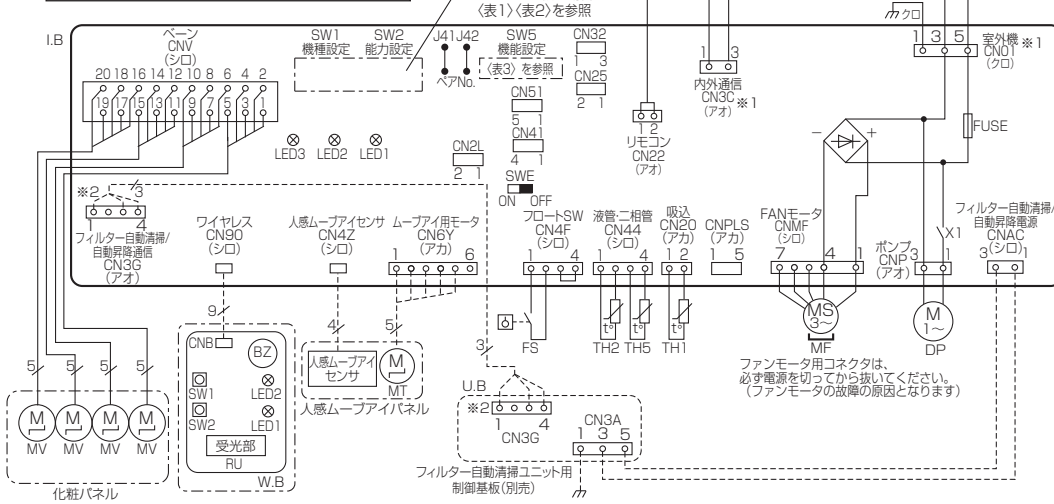 〈表1〉〈表2〉を参照
クロ
I.B
ベーン
CNV
(シロ)
20 18 16 14 12 10 8 6 4 2
19 17 15 13 11 9 7 5 3 1
SW1
機種設定
SW2
能力設定
J41 J42
ペアNo.
SW5
機能設定
〈表3〉を参照
CN32
1 3
CN25
2 1
CN51
5 1
CN41
4 1
SWE
ON OFF
CN2L
2 1
LED3 LED2 LED1
1 2
リモコン
CN22
(アオ)
1 3
内外通信
CN3C ※1
(アオ)
1 3 5
室外機 ※1
CN01
(クロ)
− +
FUSE
X1
※2 3
1 4
フィルター自動清掃/
自動昇降通信
CN3G
(アオ)
ワイヤレス
CN90
(シロ)
人感ムーブアイセンサ
CN4Z
(シロ)
ムーブアイ用モータ
CN6Y
(アカ)
1 6
フロートSW
CN4F
(シロ)
1 4
液管・二相管
CN44
(シロ)
1 4
吸込
CN20
(アカ)
1 2
CNPLS
(アカ)
1 5
FANモータ
CNMF
(シロ)
7 4 1
ポンプ
CNP
(アオ)
3 1
フィルター自動清掃/
自動昇降電源
CNAC
(シロ)
3 1
9
4
5
3
FS
t° t° t°
TH2 TH5 TH1
MS
3～
MF
M
1～
DP
ファンモータ用コネクタは、
必ず電源を切ってから抜いてください。
(ファンモータの故障の原因となります)
5 5 5 5
M M M M
MV MV MV MV
化粧パネル
CNB
BZ
SW1
LED2
SW2
LED1
受光部
RU
W.B
人感ムーブアイ
センサ
M
MT
人感ムーブアイパネル
U.B
※2
1 4
CN3G
CN3A
1 3 5
フィルター自動清掃ユニット用
制御基板(別売)